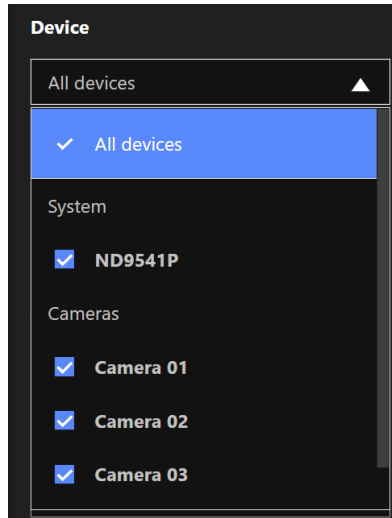 Device
All devices
All devices
System
ND9541P
Cameras
Camera 01
Camera 02
Camera 03